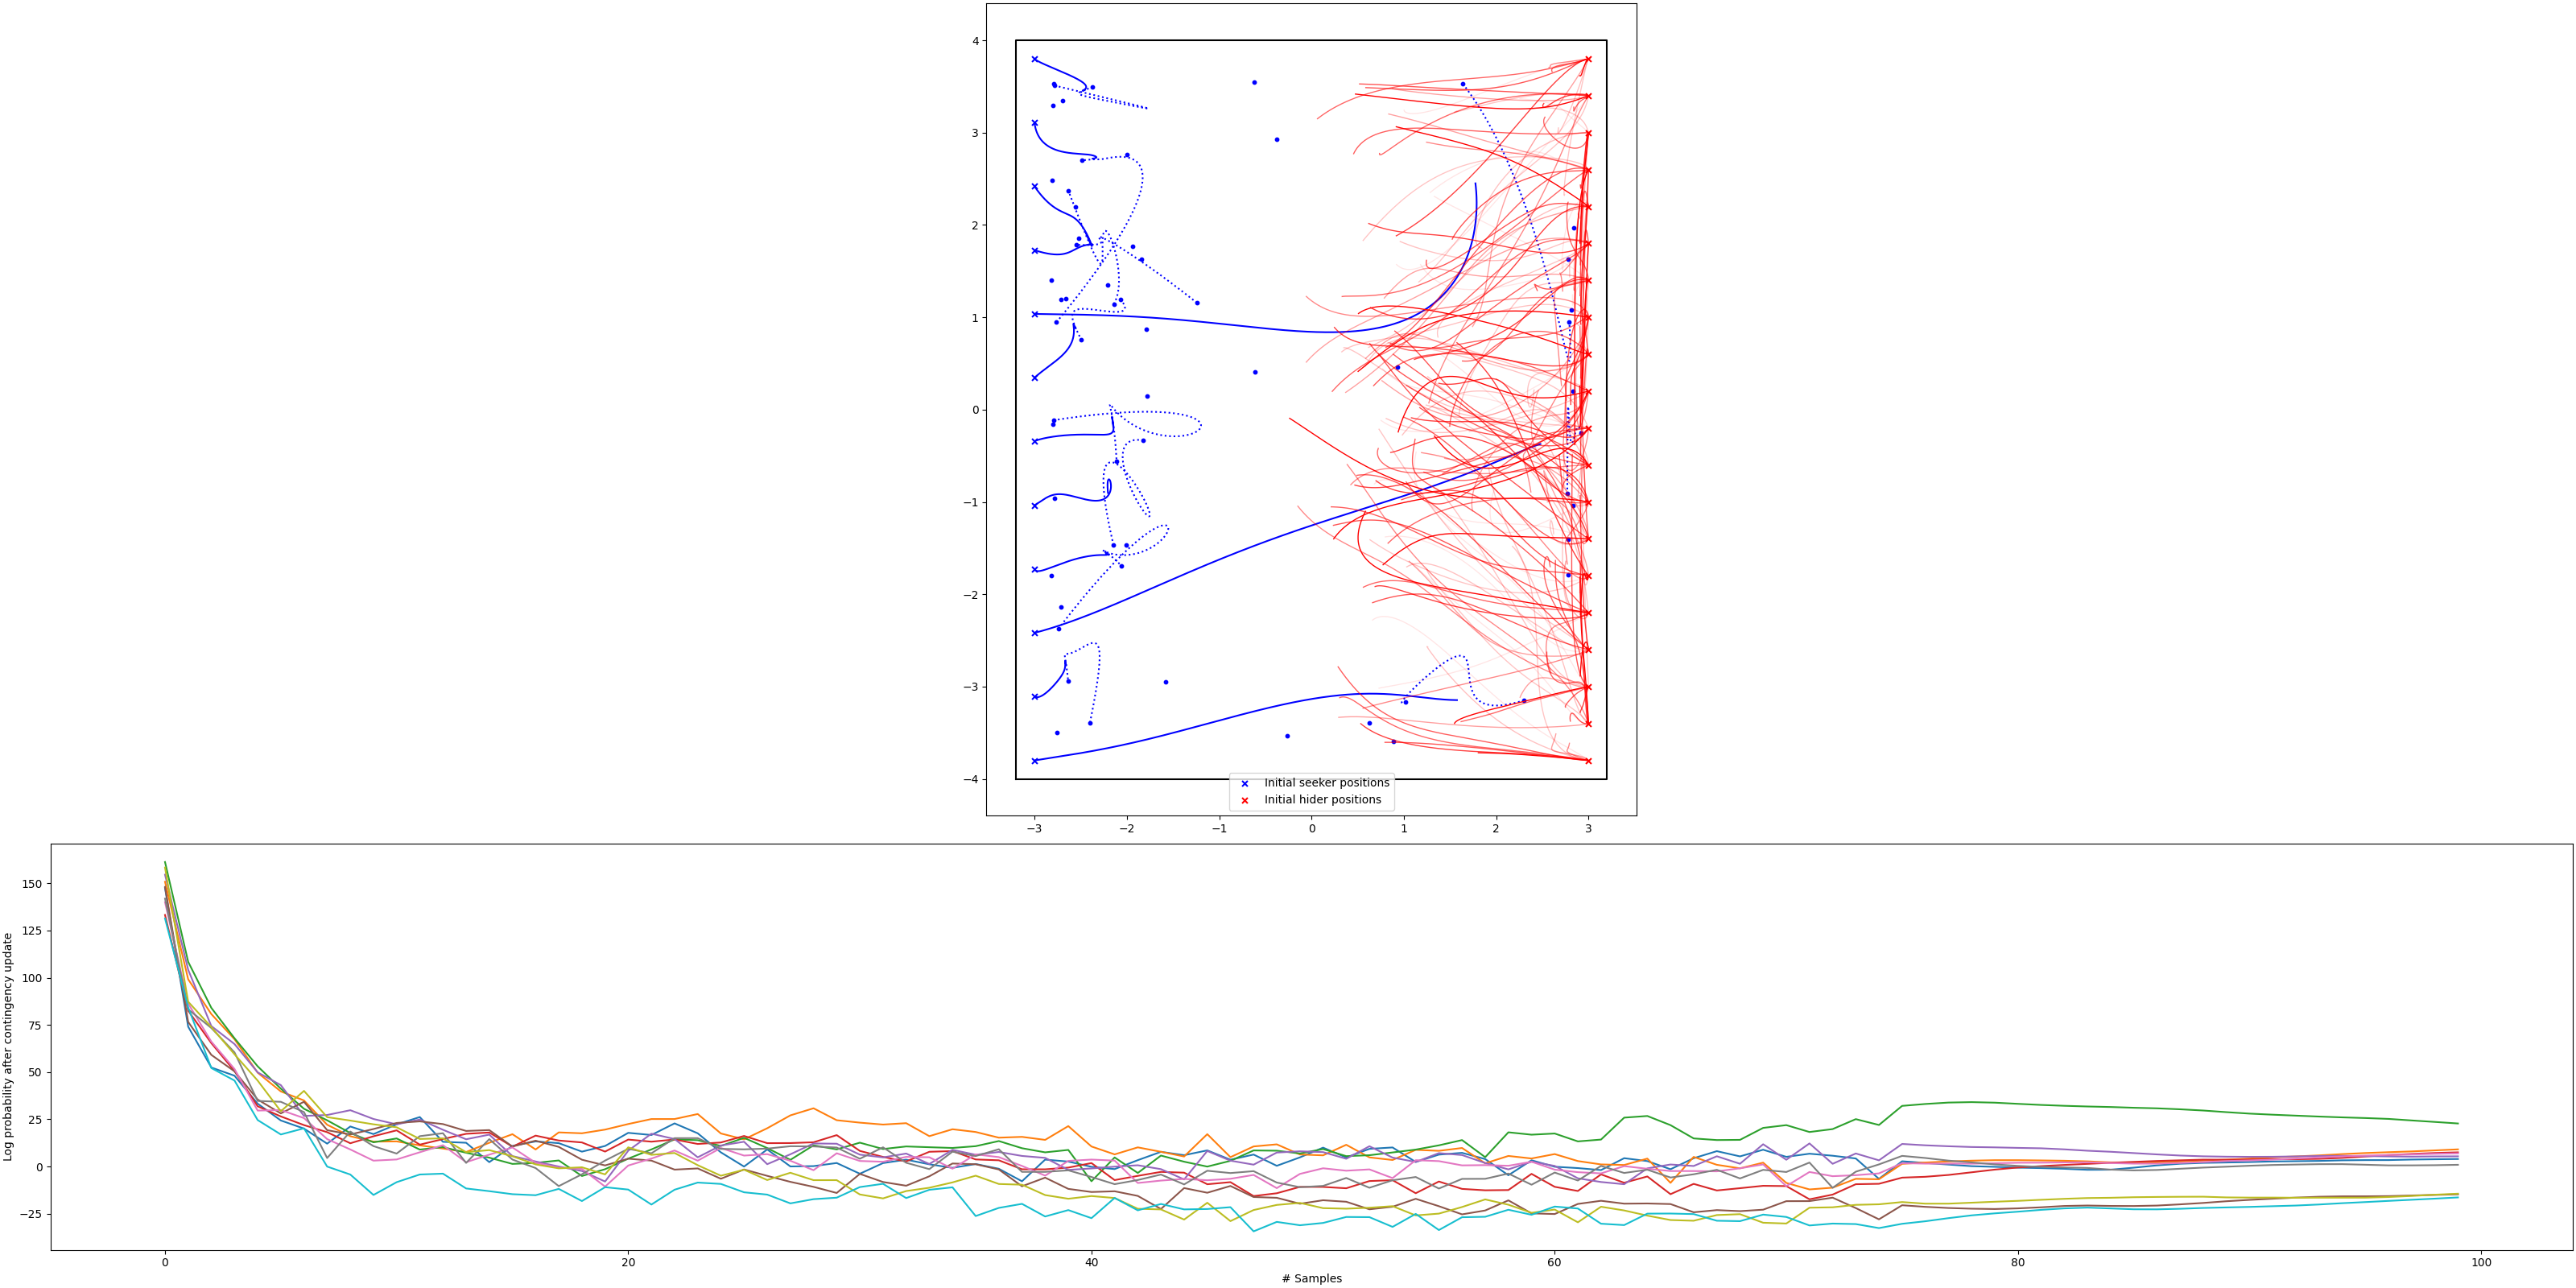 4
3
2
1
0
−1
−2
−3
−4
Initial seeker positions
Initial hider positions
−3 −2 −1 0 1 2 3
Log probability after contingency update
150
125
100
75
50
25
0
−25
0 20 40 60 80 100
# Samples